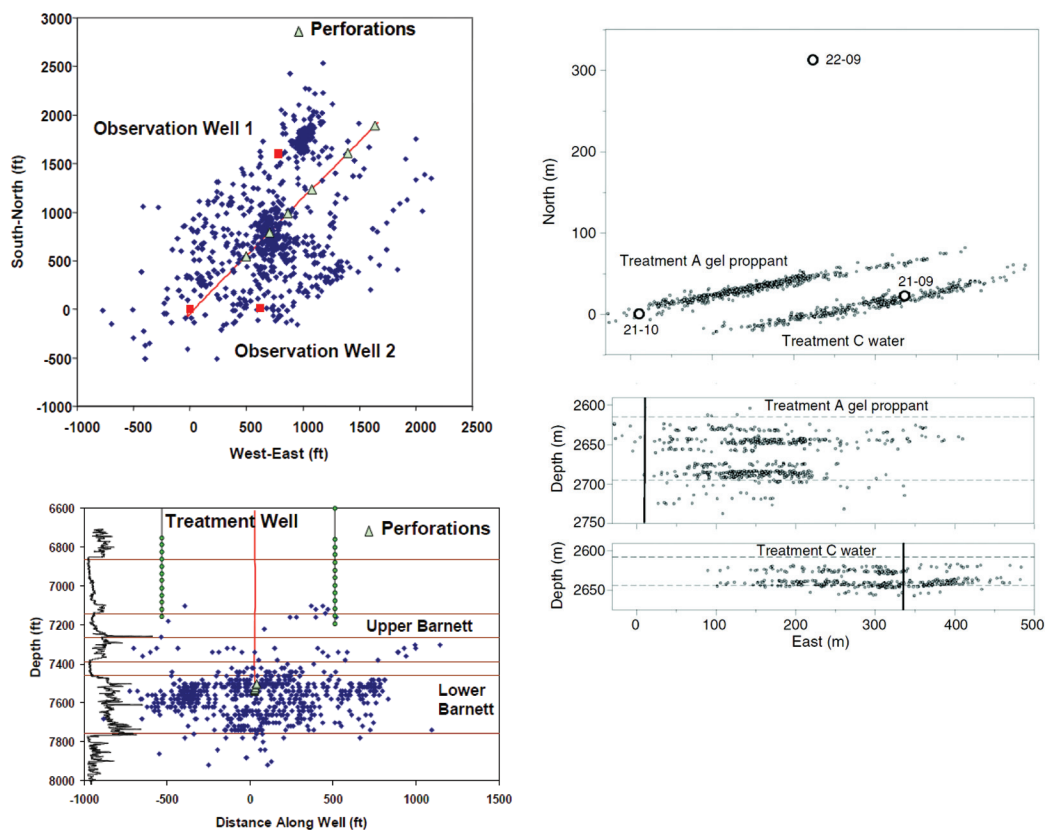 3000
2500
2000
1500
1000
500
0
-500
-1000
South-North (ft)
Perforations
Observation Well 1
Observation Well 2
-1000 -500 0 500 1000 1500 2000 2500
West-East (ft)
6600
6800
7000
7200
7400
7600
7800
8000
Depth (ft)
Treatment Well
Perforations
Upper Barnett
Lower
Barnett
-1000 -500 0 500 1000 1500
Distance Along Well (ft)
300
200
100
0
North (m)
22-09
Treatment A gel proppant
21-09
21-10
Treatment C water
2600
2650
2700
2750
Depth (m)
Treatment A gel proppant
2600
2650
Depth (m)
Treatment C water
0 100 200 300 400 500
East (m)